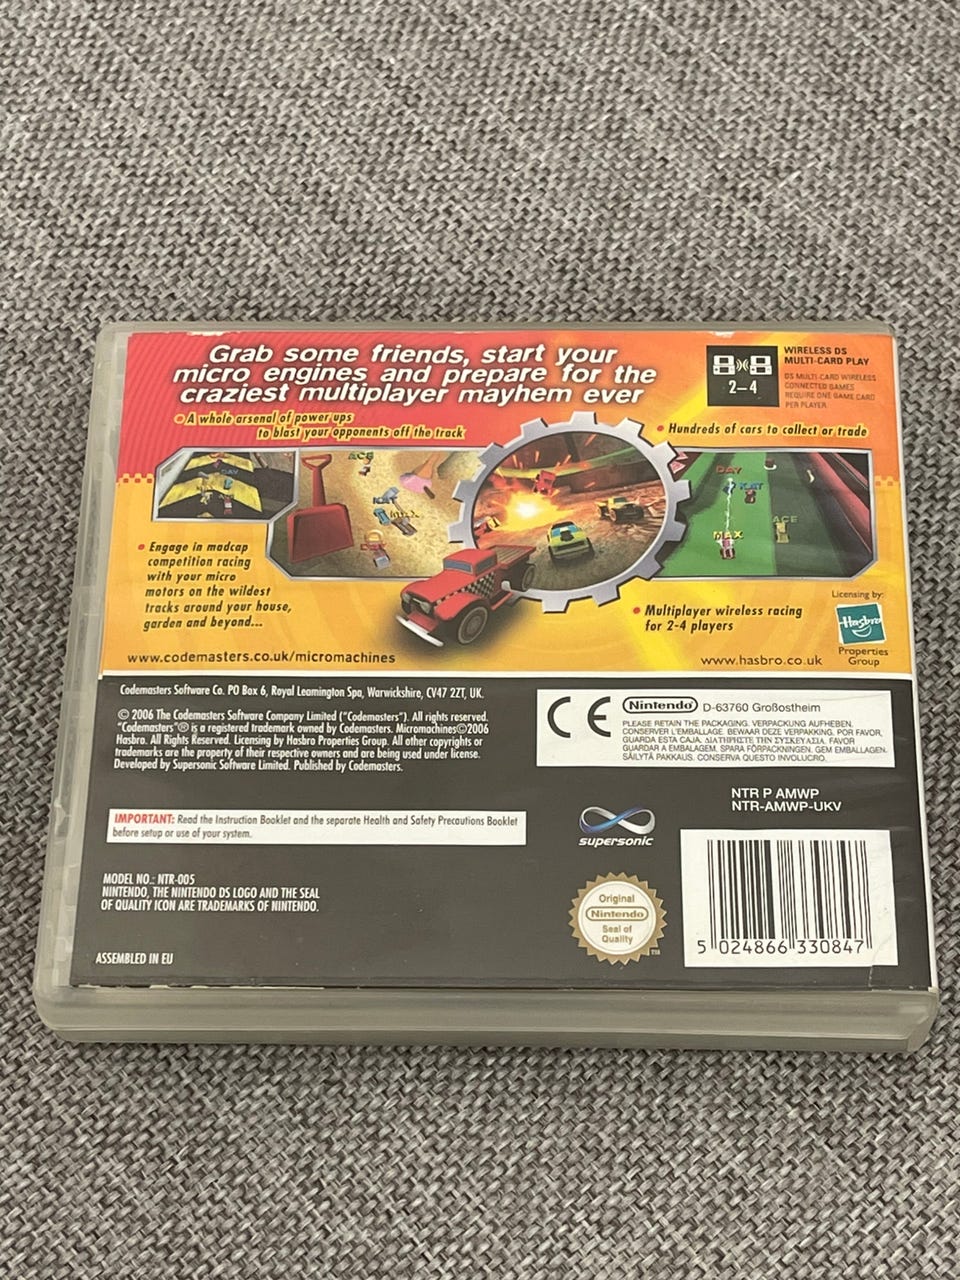 Grab some friends, start your
micro engines and prepare for the
craziest multiplayer mayhem ever
WIRELESS DS
MULTI-CARD PLAY
2–4
DS MULTI-CARD WIRELESS
CONNECTED GAMES
REQUIRE ONE GAME CARD
PER PLAYER
• A whole arsenal of power ups
to blast your opponents off the track
• Hundreds of cars to collect or trade
DAY
ACE
KAT
MAX
DAY
KAT
ACE
MAX
• Engage in madcap
competition racing
with your micro
motors on the wildest
tracks around your house,
garden and beyond...
• Multiplayer wireless racing
for 2-4 players
Licensing by:
Hasbro
Properties
Group
www.codemasters.co.uk/micromachines
www.hasbro.co.uk
Codemasters Software Co. PO Box 6, Royal Leamington Spa, Warwickshire, CV47 2ZT, UK.
© 2006 The Codemasters Software Company Limited ("Codemasters"). All rights reserved.
"Codemasters"® is a registered trademark owned by Codemasters. Micromachines©2006
Hasbro. All Rights Reserved. Licensing by Hasbro Properties Group. All other copyrights or
trademarks are the property of their respective owners and are being used under license.
Developed by Supersonic Software Limited. Published by Codemasters.
CE
Nintendo D-63760 Großostheim
PLEASE RETAIN THE PACKAGING. VERPACKUNG AUFHEBEN.
CONSERVER L'EMBALLAGE. BEWAAR DEZE VERPAKKING. POR FAVOR,
GUARDA ESTA CAJA. ΔΙΑΤΗΡΗΣΤΕ ΤΗΝ ΣΥΣΚΕΥΑΣΙΑ. FAVOR
GUARDAR A EMBALAGEM. SPARA FÖRPACKNINGEN. GEM EMBALLAGEN.
SÄILYTÄ PAKKAUS. CONSERVA QUESTO INVOLUCRO.
NTR P AMWP
NTR-AMWP-UKV
IMPORTANT: Read the Instruction Booklet and the separate Health and Safety Precautions Booklet
before setup or use of your system.
supersonic
MODEL NO.: NTR-005
NINTENDO, THE NINTENDO DS LOGO AND THE SEAL
OF QUALITY ICON ARE TRADEMARKS OF NINTENDO.
Original
Nintendo
Seal of
Quality
TM
5 024866 330847
ASSEMBLED IN EU